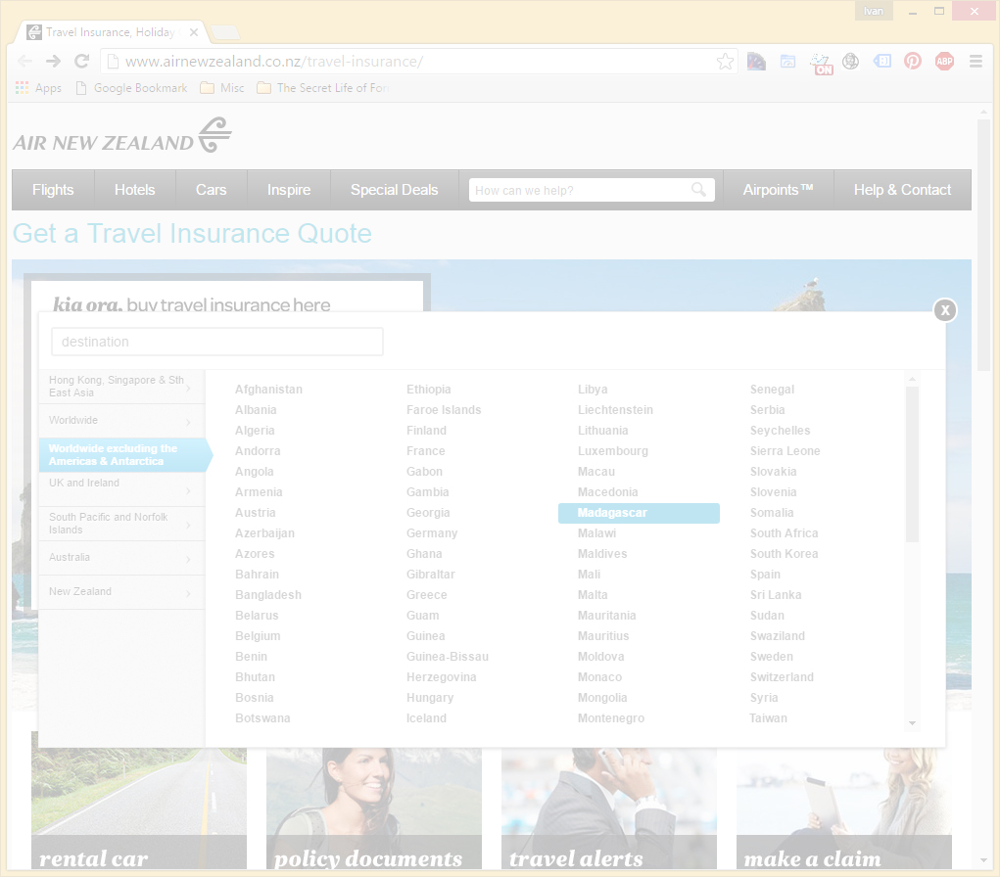 Ivan
Travel Insurance, Holiday
www.airnewzealand.co.nz/travel-insurance/
ON
ABP
Apps
Google Bookmark
Misc
The Secret Life of For
AIR NEW ZEALAND
Flights
Hotels
Cars
Inspire
Special Deals
How can we help?
Airpoints™
Help & Contact
Get a Travel Insurance Quote
kia ora. buy travel insurance here
X
destination
Hong Kong, Singapore & Sth
East Asia
Worldwide
Worldwide excluding the
Americas & Antarctica
UK and Ireland
South Pacific and Norfolk
Islands
Australia
New Zealand
Afghanistan
Albania
Algeria
Andorra
Angola
Armenia
Austria
Azerbaijan
Azores
Bahrain
Bangladesh
Belarus
Belgium
Benin
Bhutan
Bosnia
Botswana
Ethiopia
Faroe Islands
Finland
France
Gabon
Gambia
Georgia
Germany
Ghana
Gibraltar
Greece
Guam
Guinea
Guinea-Bissau
Herzegovina
Hungary
Iceland
Libya
Liechtenstein
Lithuania
Luxembourg
Macau
Macedonia
Madagascar
Malawi
Maldives
Mali
Malta
Mauritania
Mauritius
Moldova
Monaco
Mongolia
Montenegro
Senegal
Serbia
Seychelles
Sierra Leone
Slovakia
Slovenia
Somalia
South Africa
South Korea
Spain
Sri Lanka
Sudan
Swaziland
Sweden
Switzerland
Syria
Taiwan
rental car
policy documents
travel alerts
make a claim